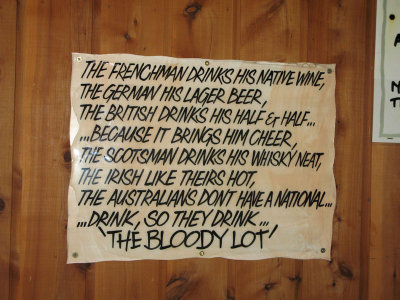 THE FRENCHMAN DRINKS HIS NATIVE WINE,
THE GERMAN HIS LAGER BEER,
THE BRITISH DRINKS HIS HALF & HALF...
...BECAUSE IT BRINGS HIM CHEER,
THE SCOTSMAN DRINKS HIS WHISKY NEAT,
THE IRISH LIKE THEIRS HOT,
THE AUSTRALIANS DON'T HAVE A NATIONAL...
...DRINK, SO THEY DRINK...
'THE BLOODY LOT'